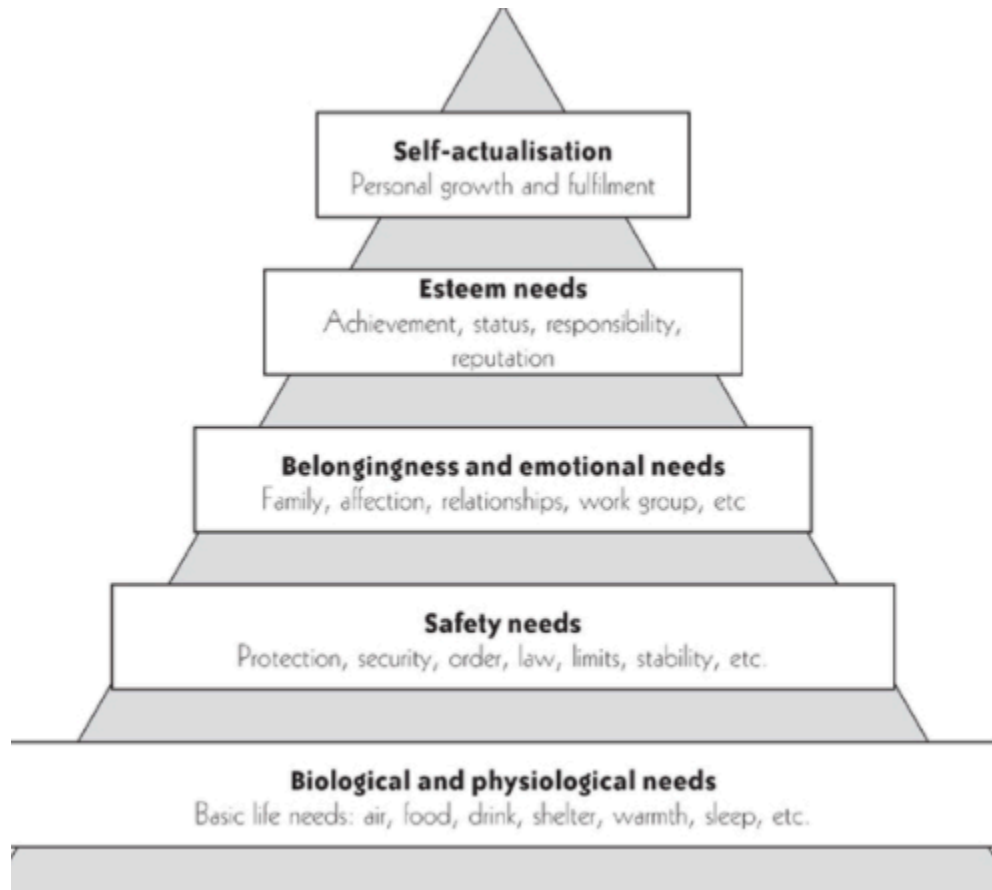 Self-actualisation
Personal growth and fulfilment
Esteem needs
Achievement, status, responsibility,
reputation
Belongingness and emotional needs
Family, affection, relationships, work group, etc
Safety needs
Protection, security, order, law, limits, stability, etc.
Biological and physiological needs
Basic life needs: air, food, drink, shelter, warmth, sleep, etc.